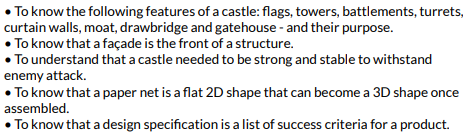 • To know the following features of a castle: flags, towers, battlements, turrets,
curtain walls, moat, drawbridge and gatehouse - and their purpose.
• To know that a façade is the front of a structure.
• To understand that a castle needed to be strong and stable to withstand
enemy attack.
• To know that a paper net is a flat 2D shape that can become a 3D shape once
assembled.
• To know that a design specification is a list of success criteria for a product.